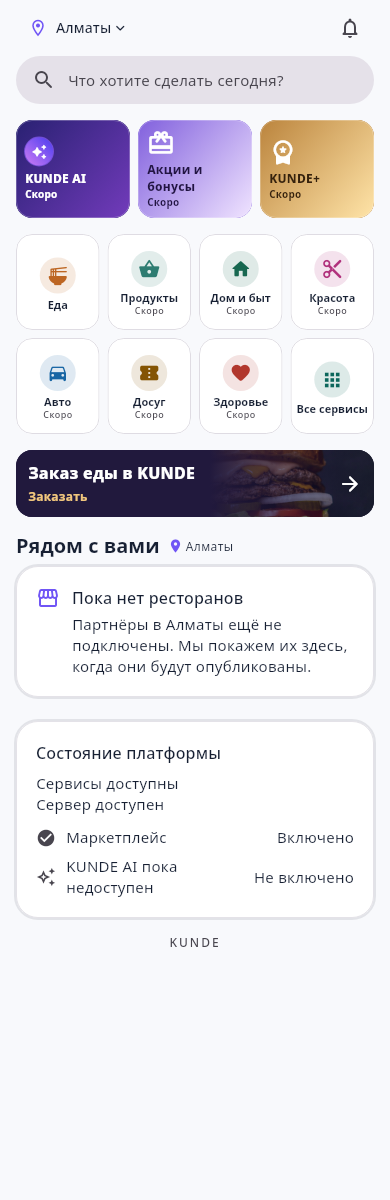 Алматы
Что хотите сделать сегодня?
KUNDE AI
Скоро
Акции и
бонусы
Скоро
KUNDE+
Скоро
Еда
Продукты
Скоро
Дом и быт
Скоро
Красота
Скоро
Авто
Скоро
Досуг
Скоро
Здоровье
Скоро
Все сервисы
Заказ еды в KUNDE
Заказать
Рядом с вами
Алматы
Пока нет ресторанов
Партнёры в Алматы ещё не
подключены. Мы покажем их здесь,
когда они будут опубликованы.
Состояние платформы
Сервисы доступны
Сервер доступен
Маркетплейс Включено
KUNDE AI пока
недоступен
Не включено
KUNDE